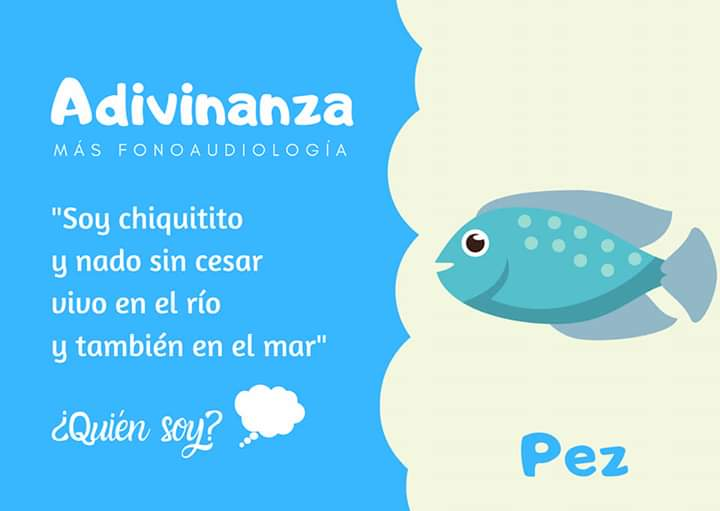 Adivinanza
MÁS FONOAUDIOLOGÍA
"Soy chiquitito
y nado sin cesar
vivo en el río
y también en el mar"
¿Quién soy?
Pez